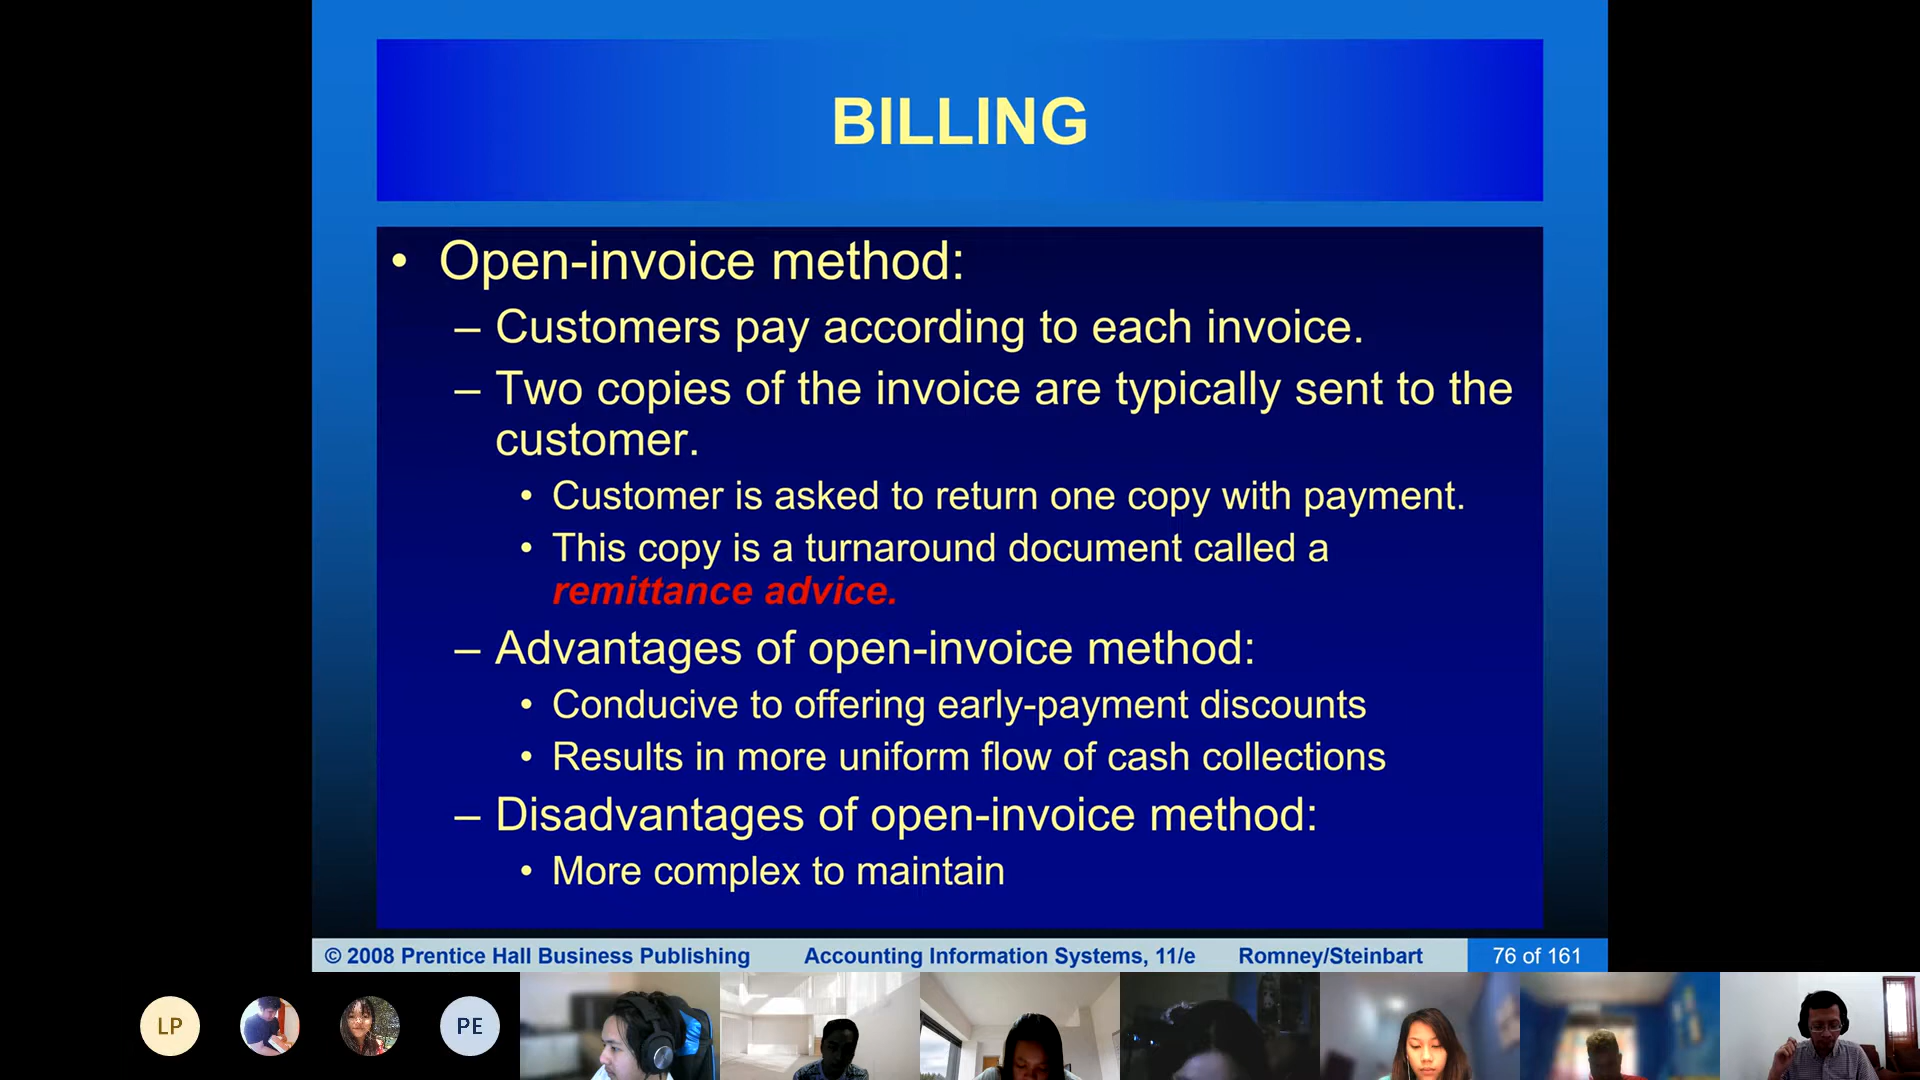 BILLING
• Open-invoice method:
– Customers pay according to each invoice.
– Two copies of the invoice are typically sent to the
customer.
• Customer is asked to return one copy with payment.
• This copy is a turnaround document called a
remittance advice.
– Advantages of open-invoice method:
• Conducive to offering early-payment discounts
• Results in more uniform flow of cash collections
– Disadvantages of open-invoice method:
• More complex to maintain
© 2008 Prentice Hall Business Publishing Accounting Information Systems, 11/e Romney/Steinbart 76 of 161
LP PE